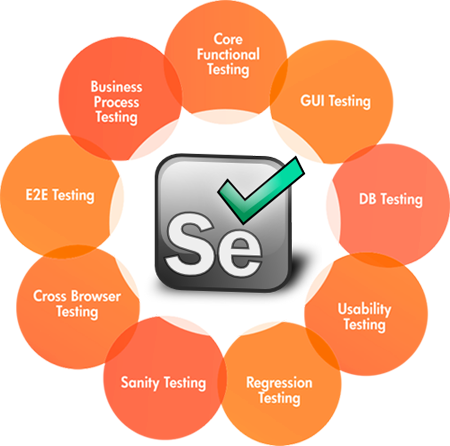 Core
Functional
Testing
GUI Testing
DB Testing
Usability
Testing
Regression
Testing
Sanity Testing
Cross Browser
Testing
E2E Testing
Business
Process
Testing
Se